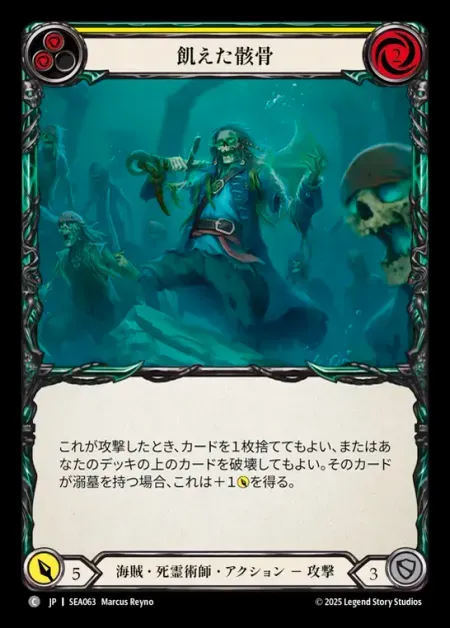 2
飢えた骸骨
これが攻撃したとき、カードを1枚捨ててもよい、またはあ
なたのデッキの上のカードを破壊してもよい。そのカード
が溺墓を持つ場合、これは＋1を得る。
5
海賊・死霊術師・アクション － 攻撃
3
C JP | SEA063 Marcus Reyno
© 2025 Legend Story Studios